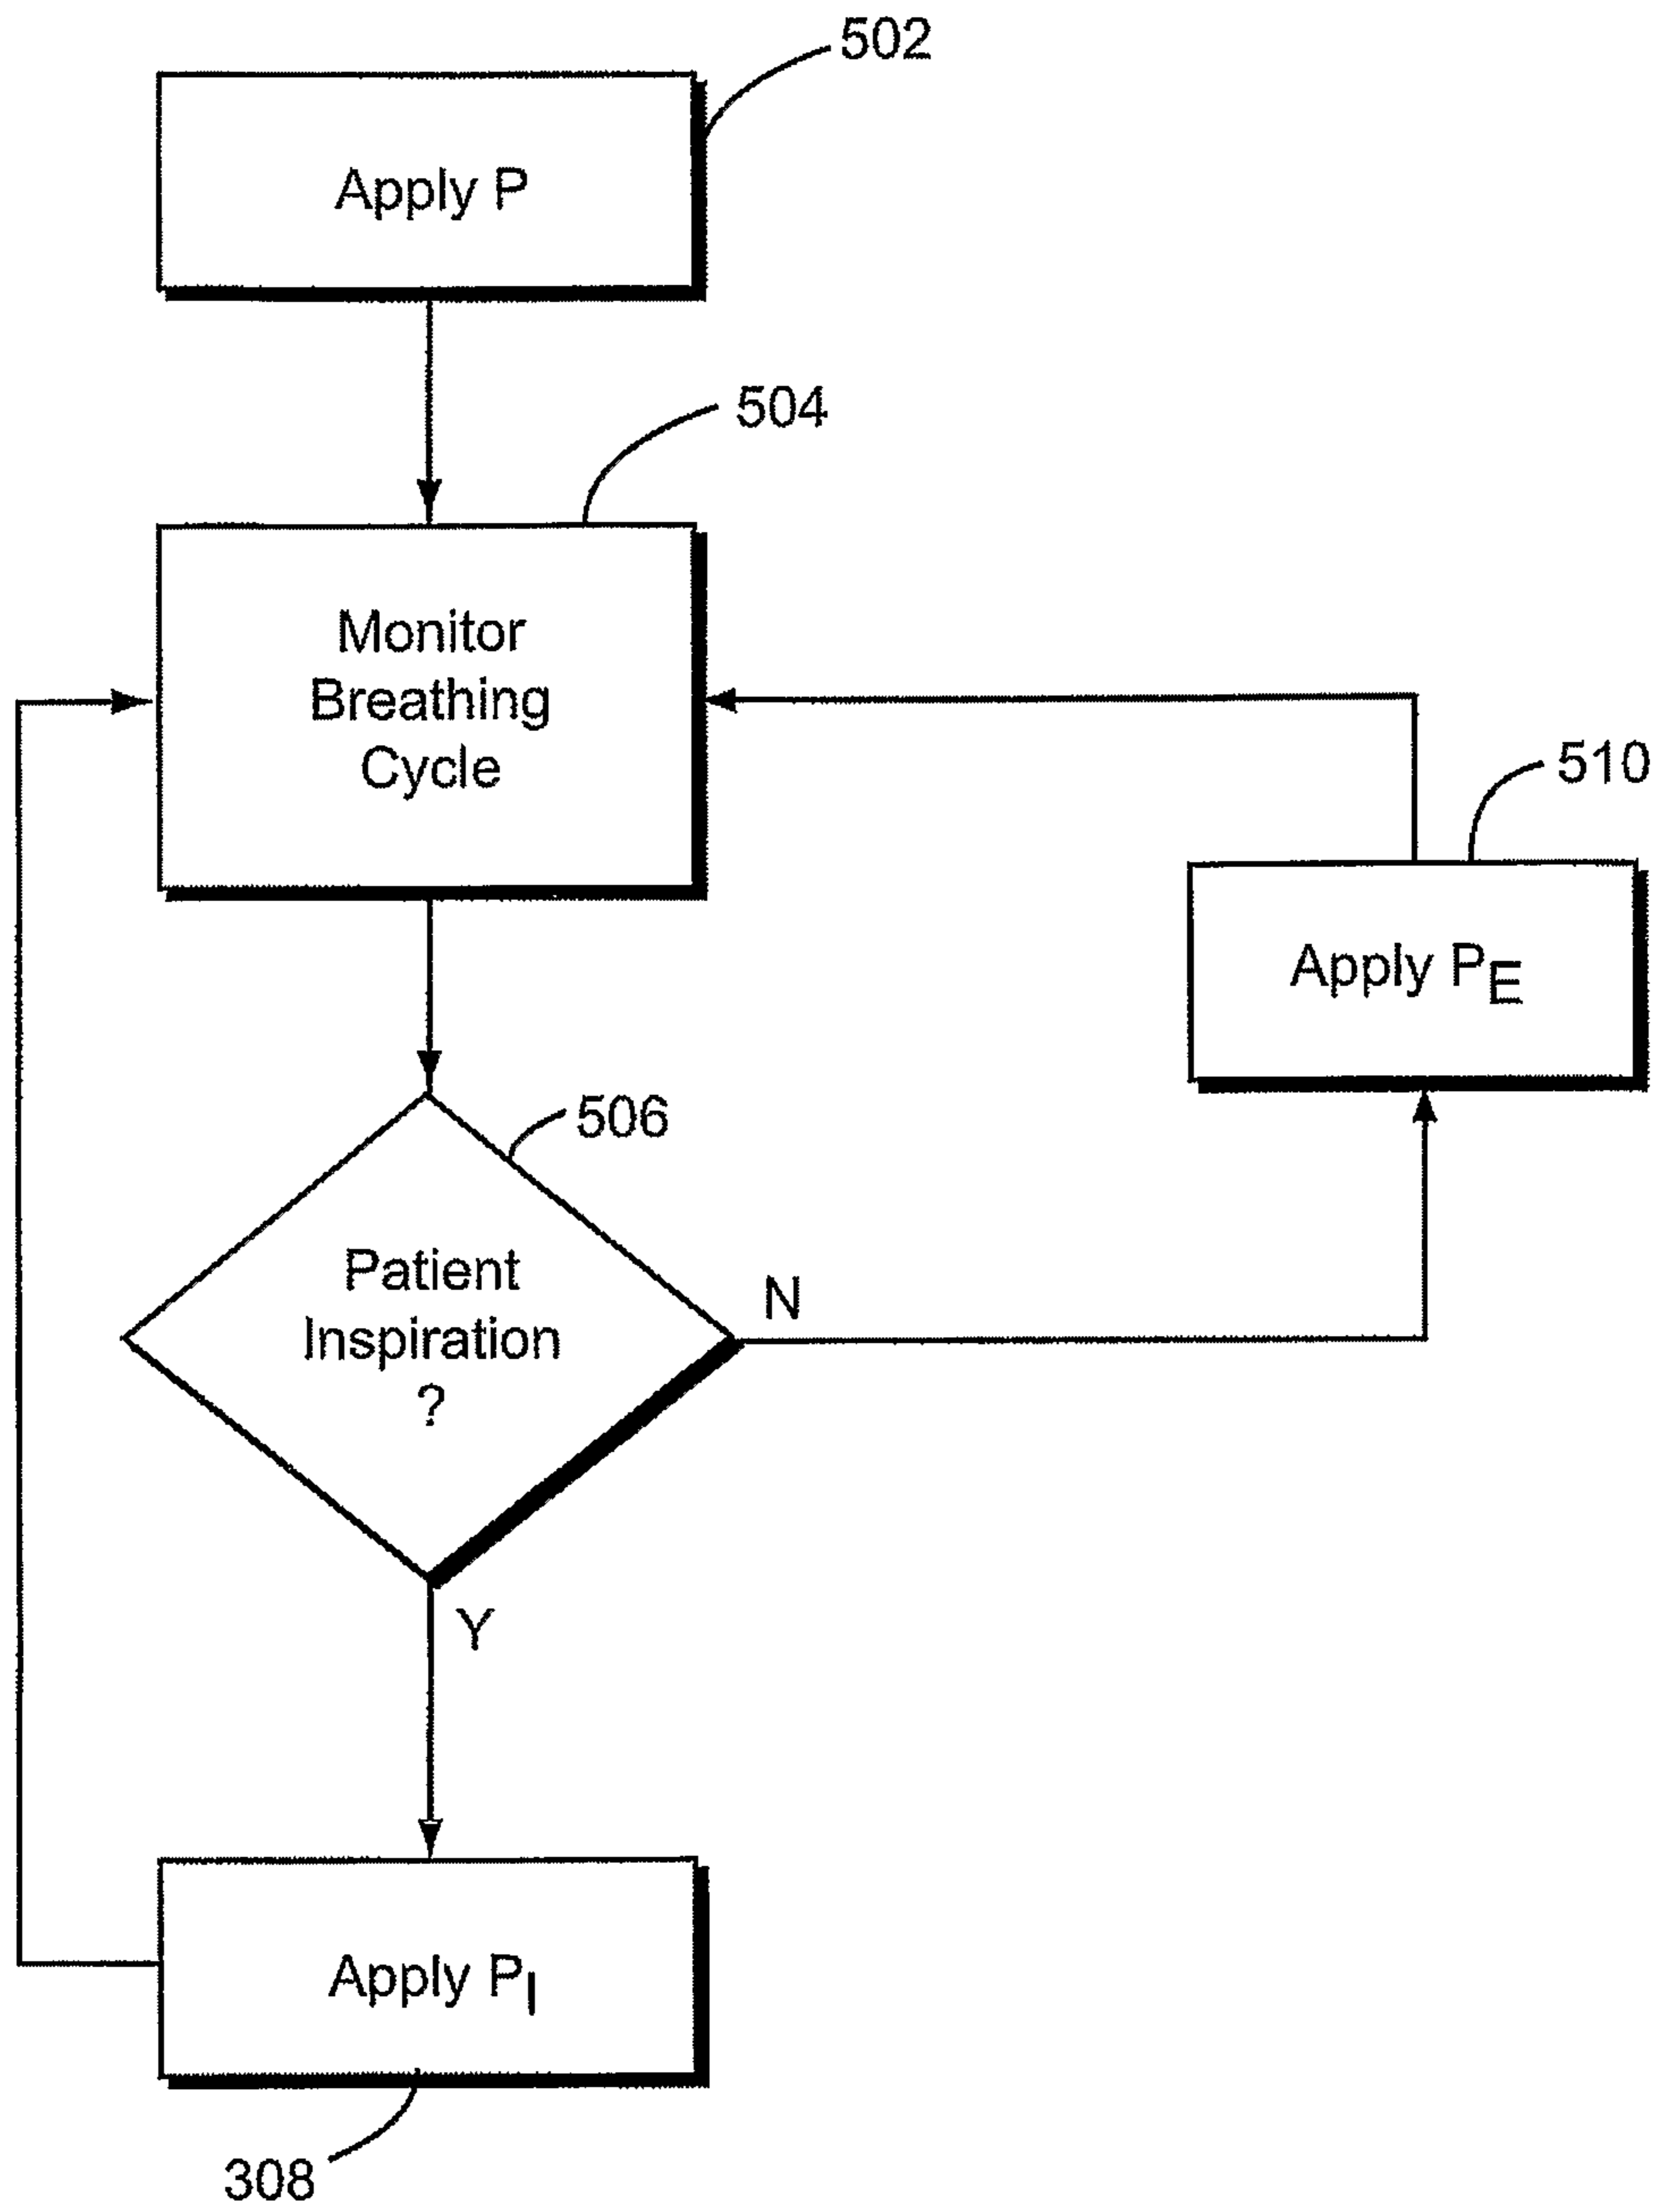 502
Apply P
504
Monitor
Breathing
Cycle
510
Apply PE
506
Patient
Inspiration
?
N
Y
Apply PI
308